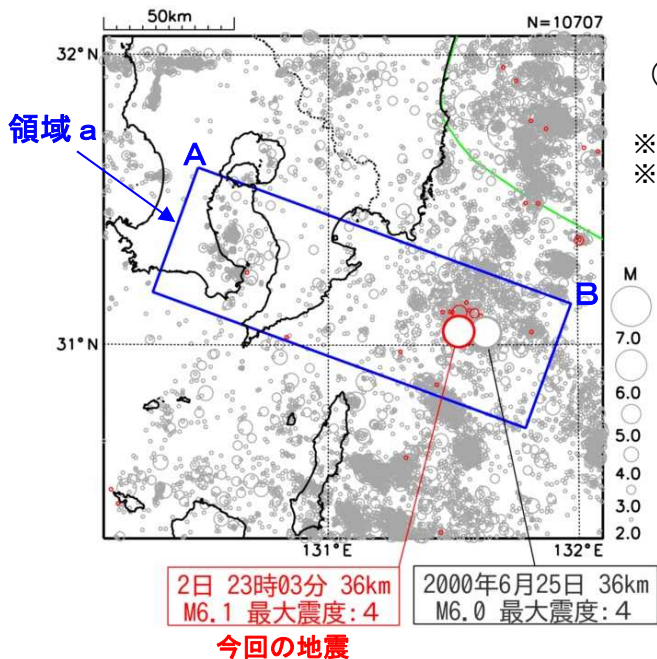 50km
N=10707
32°N
領域a
A
※
※
B
M
7.0
6.0
5.0
4.0
3.0
2.0
31°N
131°E
132°E
2日 23時03分 36km
M6.1 最大震度:4
2000年6月25日 36km
M6.0 最大震度:4
今回の地震